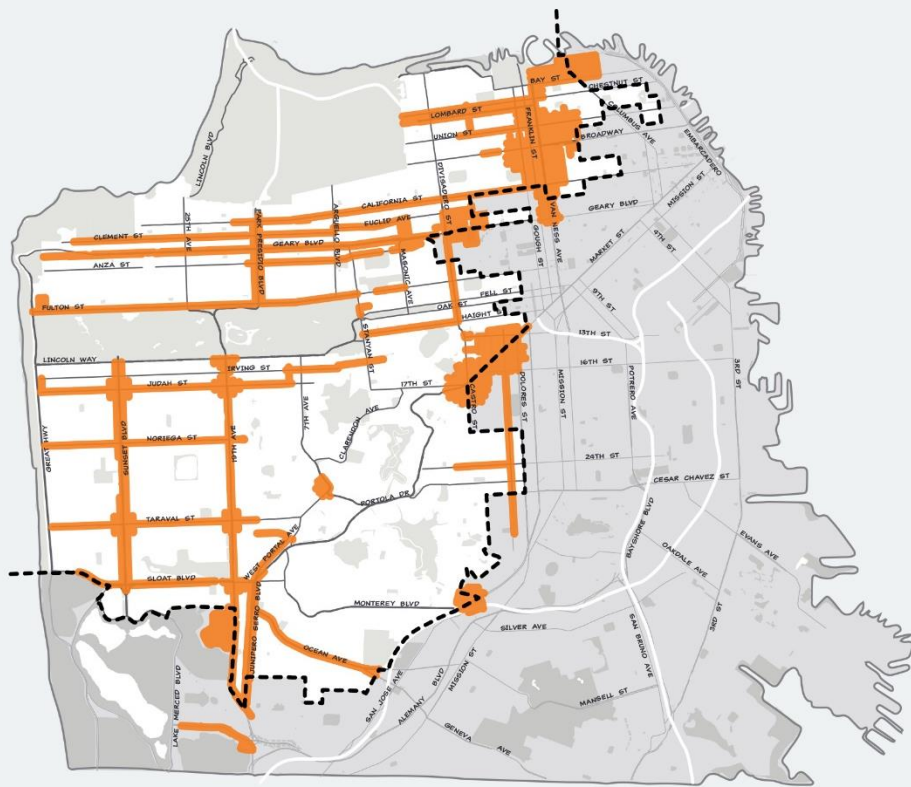 BAY ST
CHESTNUT ST
LOMBARD ST
COLUMBUS AVE
UNION ST
FRANKLIN ST
BROADWAY
EMBARCADERO
LINCOLN BLVD
DIVISADERO ST
MISSION ST
CALIFORNIA ST
VAN NESS AVE
GEARY BLVD
25TH AVE
PARK PRESIDIO BLVD
ARGUELLO BLVD
EUCLID AVE
CLEMENT ST
GEARY BLVD
GOUGH ST
MARKET ST
4TH ST
ANZA ST
MASONIC AVE
FELL ST
9TH ST
FULTON ST
OAK ST
HAIGHT ST
STANYAN ST
13TH ST
LINCOLN WAY
IRVING ST
16TH ST
3RD ST
JUDAH ST
17TH ST
CASTRO ST
DOLORES ST
MISSION ST
POTRERO AVE
7TH AVE
CLARENDON AVE
GREAT HWY
NORIEGA ST
SUNSET BLVD
19TH AVE
24TH ST
CESAR CHAVEZ ST
PORTOLA DR
TARAVAL ST
BAYSHORE BLVD
EVANS AVE
OAKDALE AVE
WEST PORTAL AVE
SLOAT BLVD
MONTEREY BLVD
3RD ST
SILVER AVE
JUNIPERO SERRO BLVD
OCEAN AVE
SAN BRUNO AVE
LAKE MERCED BLVD
SAN JOSE AVE
ALEMANY BLVD
MISSION ST
MANSELL ST
GENEVA AVE